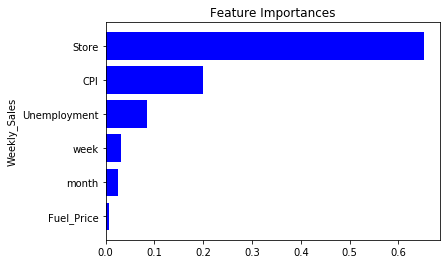 Feature Importances
Weekly_Sales
Store
CPI
Unemployment
week
month
Fuel_Price
0.0 0.1 0.2 0.3 0.4 0.5 0.6